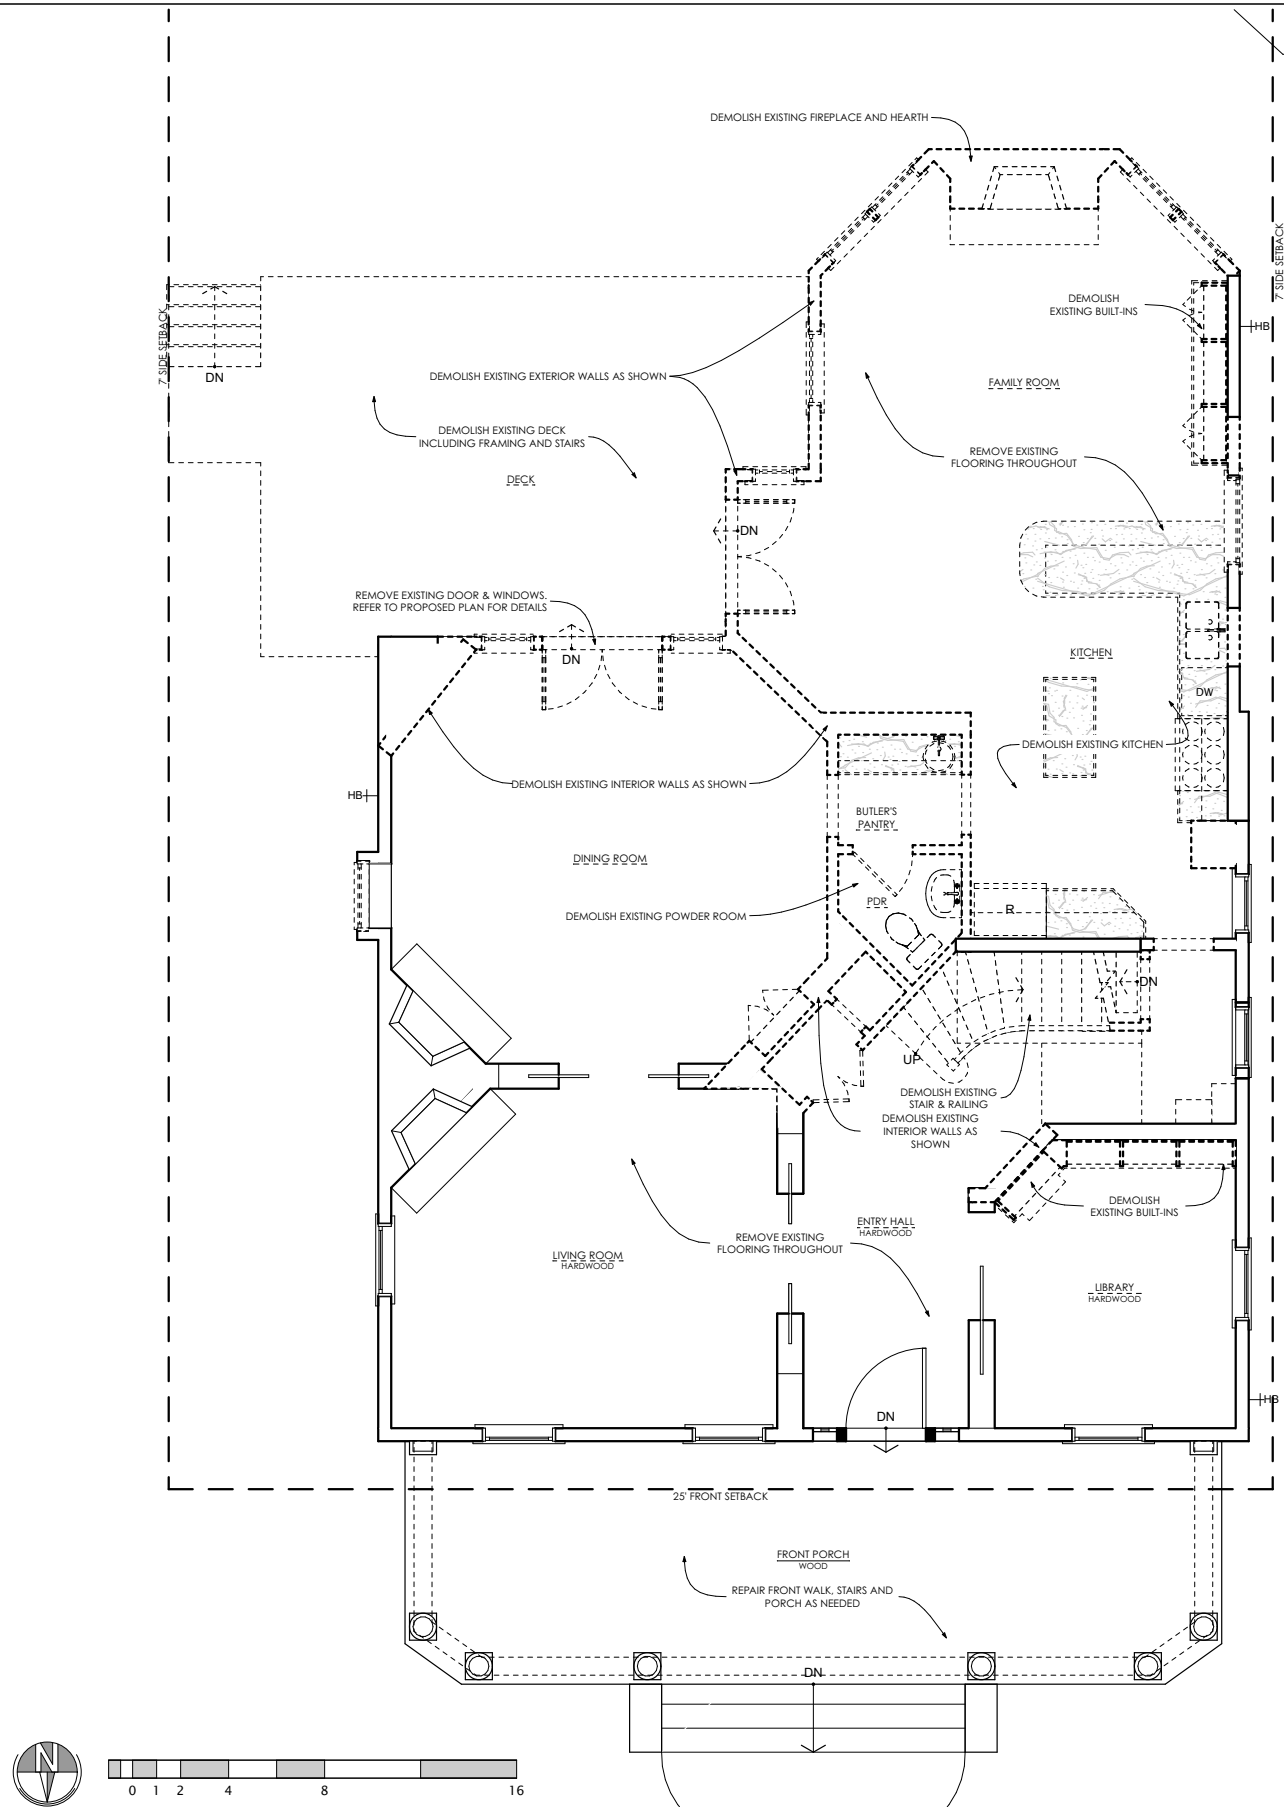 DEMOLISH EXISTING FIREPLACE AND HEARTH
7' SIDE SETBACK
DEMOLISH
EXISTING BUILT-INS
HB
7' SIDE SETBACK
DN
DEMOLISH EXISTING EXTERIOR WALLS AS SHOWN
FAMILY ROOM
DEMOLISH EXISTING DECK
INCLUDING FRAMING AND STAIRS
REMOVE EXISTING
FLOORING THROUGHOUT
DECK
DN
REMOVE EXISTING DOOR & WINDOWS.
REFER TO PROPOSED PLAN FOR DETAILS
DN
KITCHEN
DW
DEMOLISH EXISTING KITCHEN
DEMOLISH EXISTING INTERIOR WALLS AS SHOWN
HB
BUTLER'S
PANTRY
DINING ROOM
PDR
R
DEMOLISH EXISTING POWDER ROOM
DN
UP
DEMOLISH EXISTING
STAIR & RAILING
DEMOLISH EXISTING
INTERIOR WALLS AS
SHOWN
DEMOLISH
EXISTING BUILT-INS
ENTRY HALL
HARDWOOD
REMOVE EXISTING
FLOORING THROUGHOUT
LIVING ROOM
HARDWOOD
LIBRARY
HARDWOOD
HB
DN
25' FRONT SETBACK
FRONT PORCH
WOOD
REPAIR FRONT WALK, STAIRS AND
PORCH AS NEEDED
DN
N
0 1 2 4 8 16